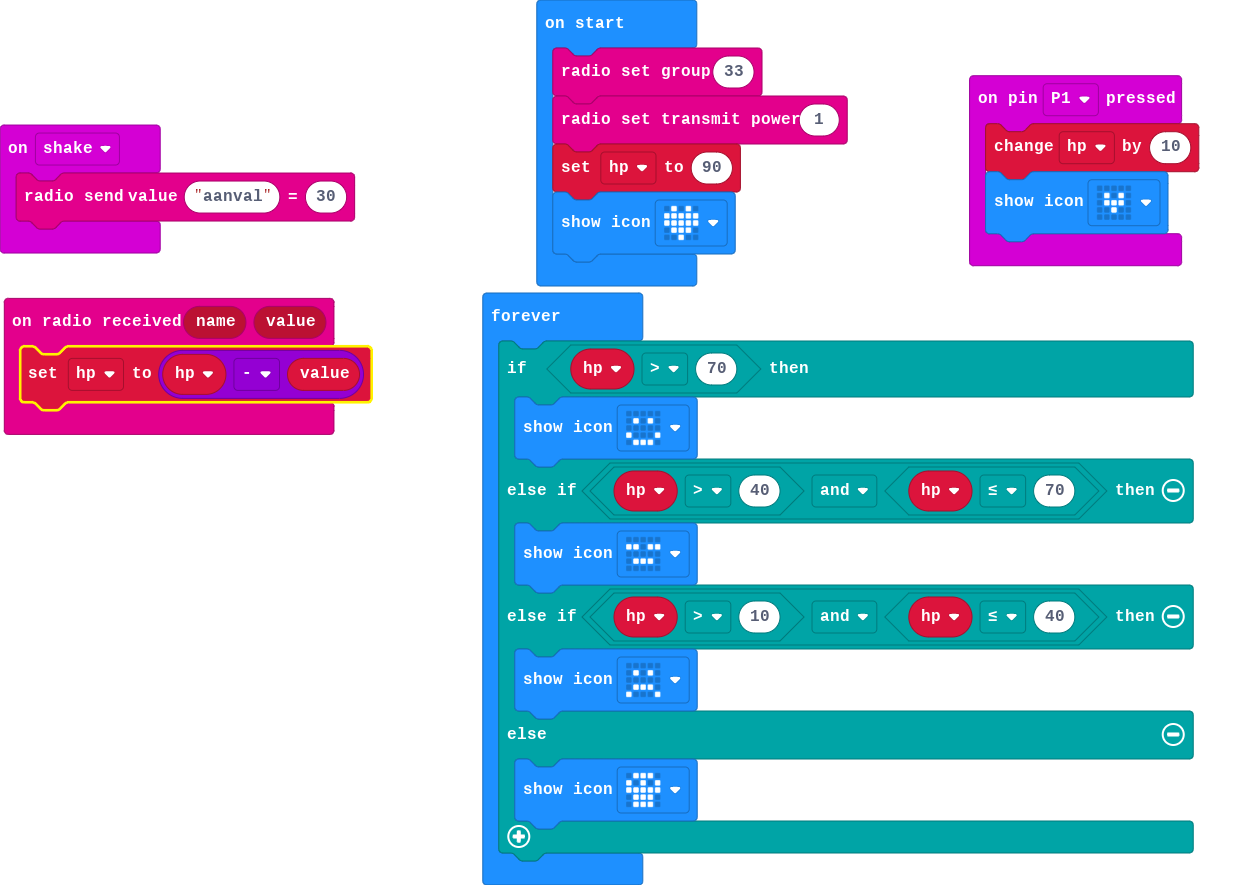 on start
radio set group 33
radio set transmit power 1
set hp to 90
show icon
on pin P1 pressed
change hp by 10
show icon
on shake
radio send value "aanval" = 30
on radio received name value
set hp to hp - value
forever
if hp > 70 then
show icon
else if hp > 40 and hp ≤ 70 then
show icon
else if hp > 10 and hp ≤ 40 then
show icon
else
show icon